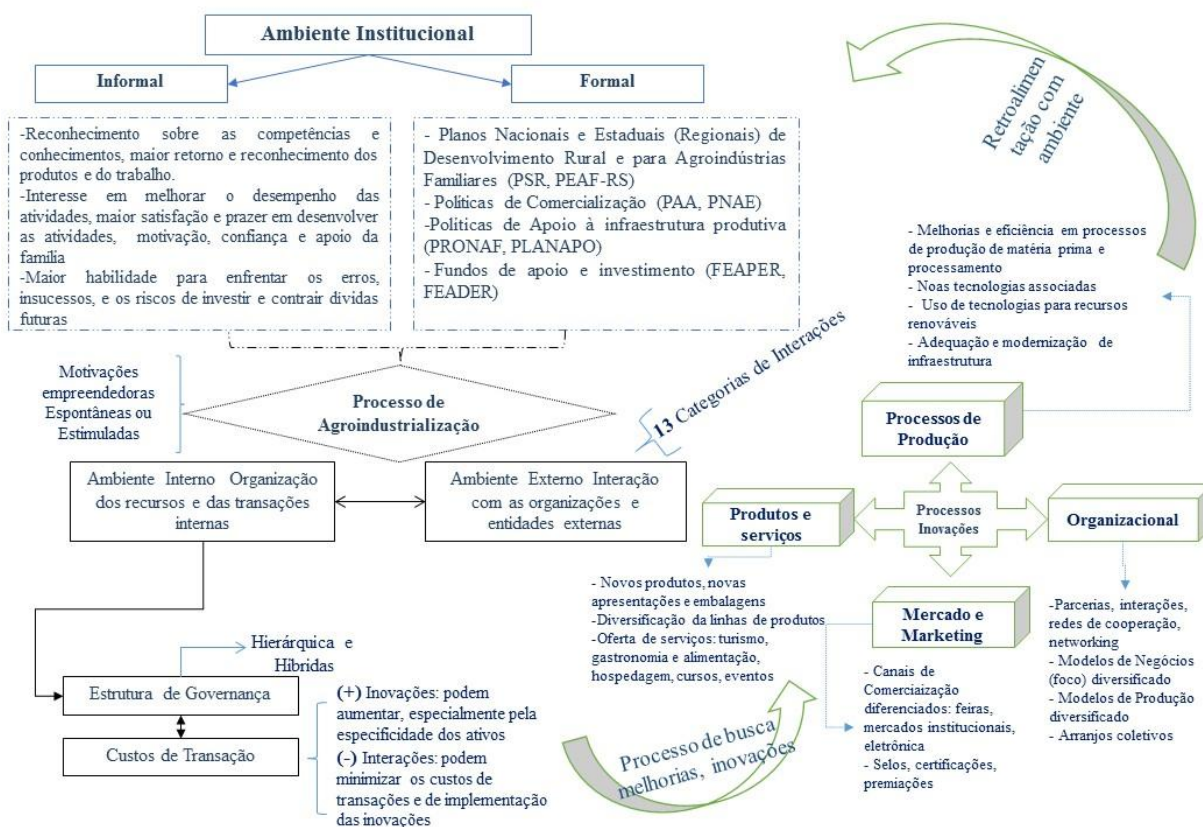 Ambiente Institucional
Informal
Formal
-Reconhecimento sobre as competências e
conhecimentos, maior retorno e reconhecimento dos
produtos e do trabalho.
-Interesse em melhorar o desempenho das
atividades, maior satisfação e prazer em desenvolver
as atividades, motivação, confiança e apoio da
família
-Maior habilidade para enfrentar os erros,
insucessos, e os riscos de investir e contrair dívidas
futuras
- Planos Nacionais e Estaduais (Regionais) de
Desenvolvimento Rural e para Agroindústrias
Familiares (PSR, PEAF-RS)
- Políticas de Comercialização (PAA, PNAE)
-Políticas de Apoio à infraestrutura produtiva
(PRONAF, PLANAPO)
- Fundos de apoio e investimento (FEAPER,
FEADER)
Motivações
empreendedoras
Espontâneas ou
Estimuladas
Processo de
Agroindustrialização
13 Categorias de Interações
Ambiente Interno Organização
dos recursos e das transações
internas
Ambiente Externo Interação
com as organizações e
entidades externas
Hierárquica e
Híbridas
Estrutura de Governança
Custos de Transação
(+) Inovações: podem
aumentar, especialmente pela
especificidade dos ativos
(-) Interações: podem
minimizar os custos de
transações e de implementação
das inovações
Processo de busca
melhorias, inovações
Retroalimen
tação com
ambiente
- Melhorias e eficiência em processos
de produção de matéria prima e
processamento
- Noas tecnologias associadas
- Uso de tecnologias para recursos
renováveis
- Adequação e modernização de
infraestrutura
Processos de
Produção
Produtos e
serviços
Processos
Inovações
Organizacional
Mercado e
Marketing
- Novos produtos, novas
apresentações e embalagens
-Diversificação da linhas de produtos
-Oferta de serviços: turismo,
gastronomia e alimentação,
hospedagem, cursos, eventos
- Canais de
Comerciaização
diferenciados: feiras,
mercados institucionais,
eletrônica
- Selos, certificações,
premiações
-Parcerias, interações,
redes de cooperação,
networking
- Modelos de Negócios
(foco) diversificado
- Modelos de Produção
diversificado
- Arranjos coletivos